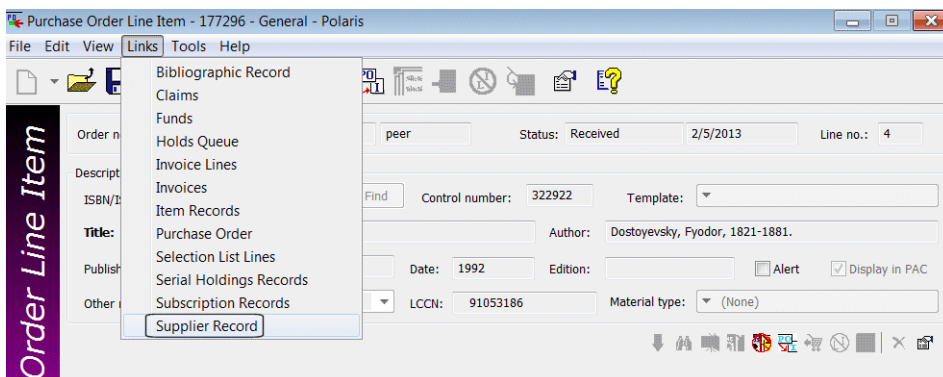 Purchase Order Line Item - 177296 - General - Polaris
File Edit View Links Tools Help
Bibliographic Record
Claims
Funds
Holds Queue
Invoice Lines
Invoices
Item Records
Purchase Order
Selection List Lines
Serial Holdings Records
Subscription Records
Supplier Record
Order Line Item
Order peer Status: Received 2/5/2013 Line no.: 4
Descript
ISBN/I Find Control number: 322922 Template:
Title: Author: Dostoyevsky, Fyodor, 1821-1881.
Publish Date: 1992 Edition: Alert Display in PAC
Other LCCN: 91053186 Material type: (None)